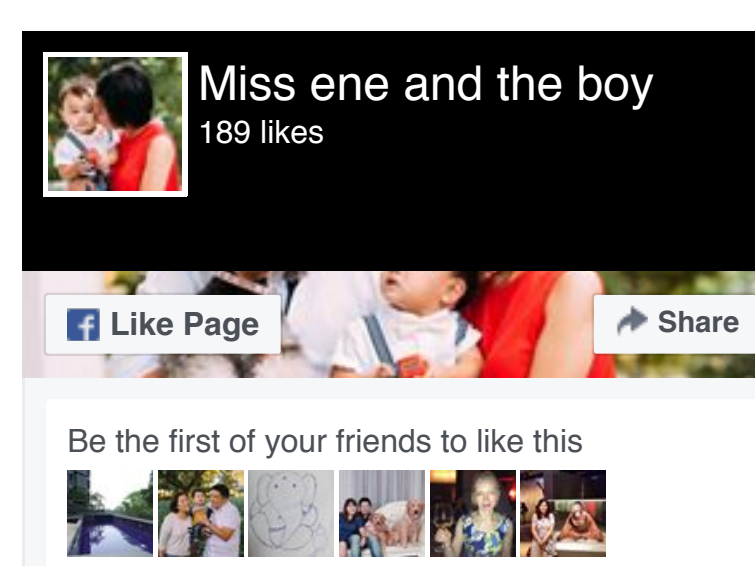 Miss ene and the boy
189 likes
Like Page
Share
Be the first of your friends to like this